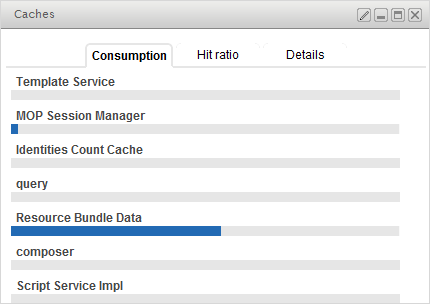 Caches
Consumption Hit ratio Details
Template Service
MOP Session Manager
Identities Count Cache
query
Resource Bundle Data
composer
Script Service Impl